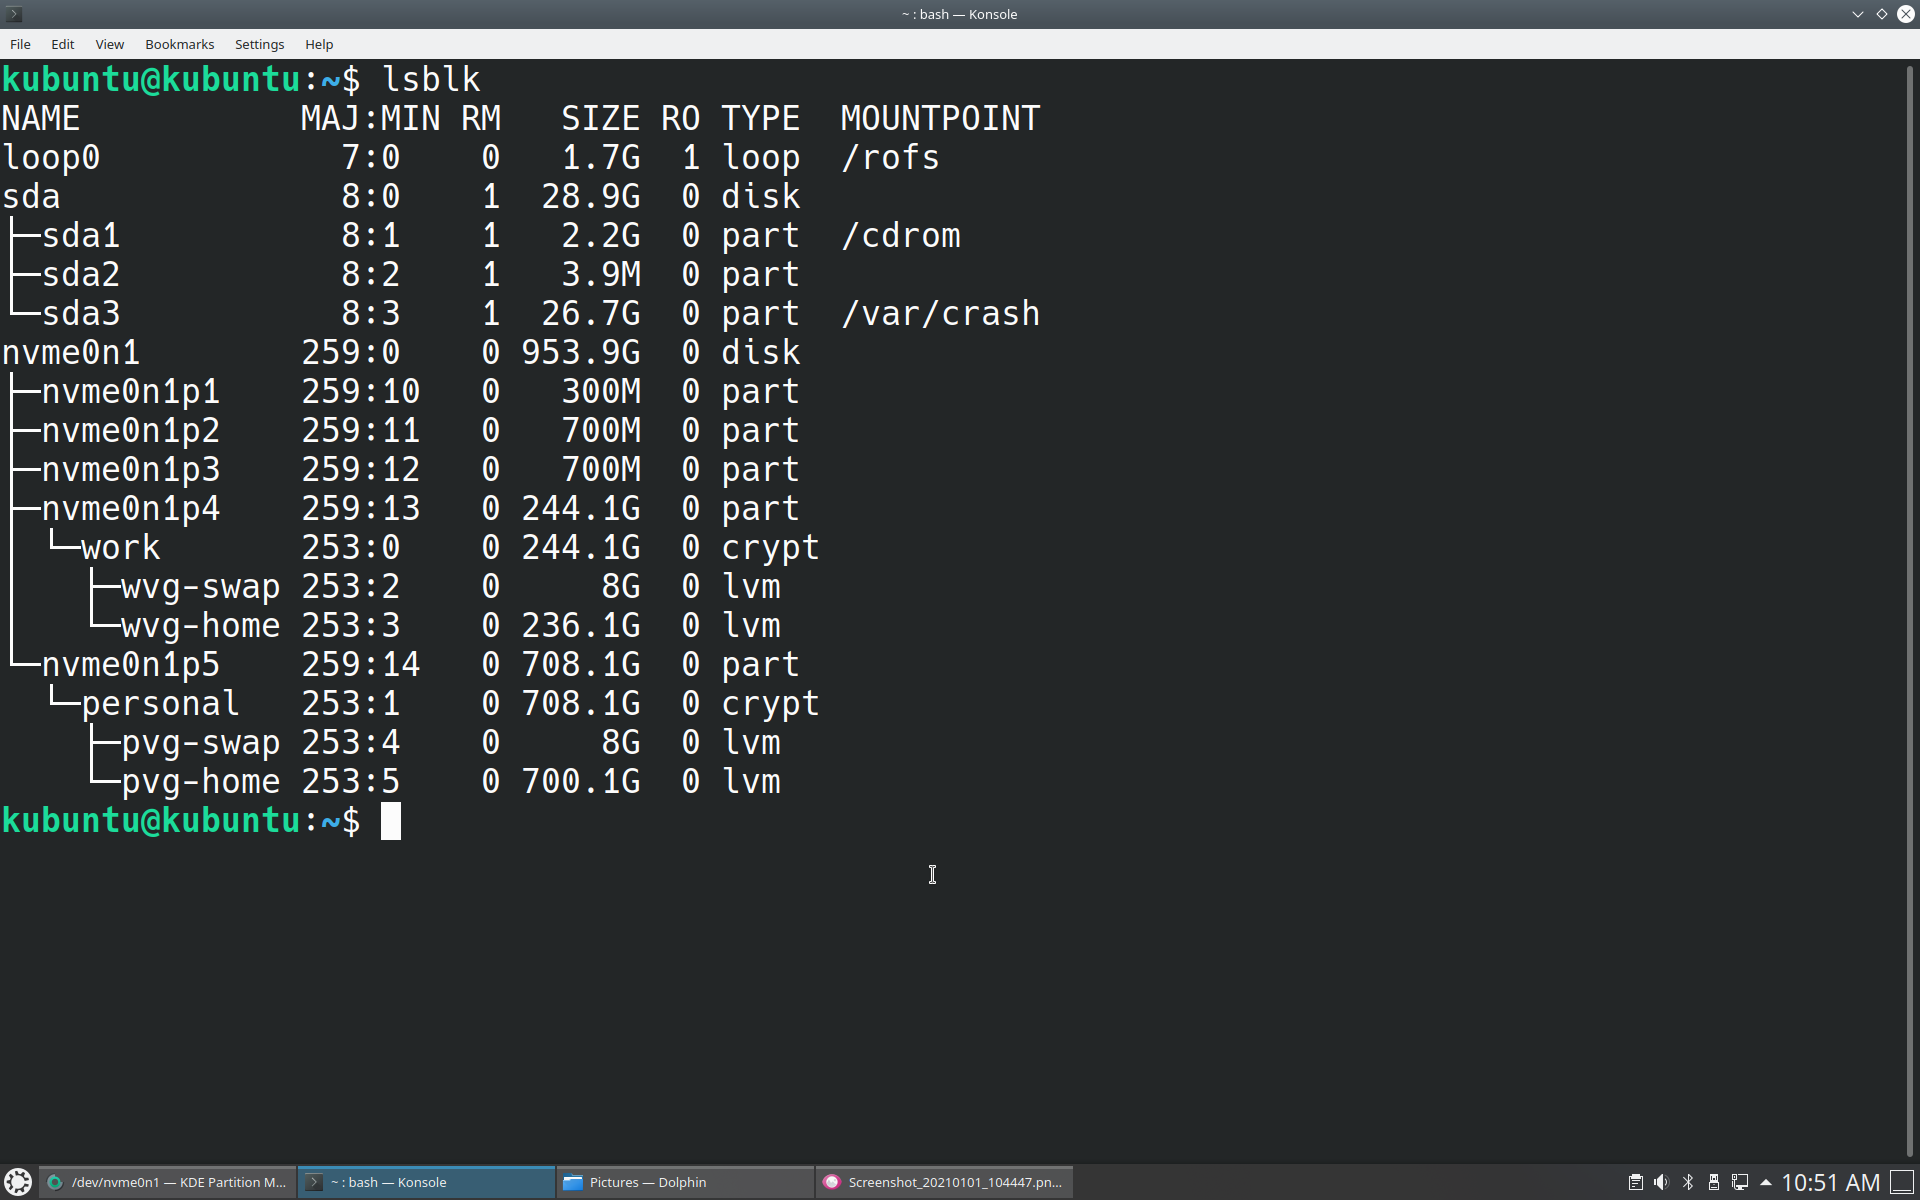 ~ : bash — Konsole
File Edit View Bookmarks Settings Help
kubuntu@kubuntu:~$ lsblk
NAME           MAJ:MIN RM   SIZE RO TYPE  MOUNTPOINT
loop0            7:0    0   1.7G  1 loop  /rofs
sda              8:0    1  28.9G  0 disk
├─sda1           8:1    1   2.2G  0 part  /cdrom
├─sda2           8:2    1   3.9M  0 part
└─sda3           8:3    1  26.7G  0 part  /var/crash
nvme0n1        259:0    0 953.9G  0 disk
├─nvme0n1p1    259:10   0   300M  0 part
├─nvme0n1p2    259:11   0   700M  0 part
├─nvme0n1p3    259:12   0   700M  0 part
├─nvme0n1p4    259:13   0 244.1G  0 part
│ └─work       253:0    0 244.1G  0 crypt
│   ├─wvg-swap 253:2    0     8G  0 lvm
│   └─wvg-home 253:3    0 236.1G  0 lvm
└─nvme0n1p5    259:14   0 708.1G  0 part
  └─personal   253:1    0 708.1G  0 crypt
    ├─pvg-swap 253:4    0     8G  0 lvm
    └─pvg-home 253:5    0 700.1G  0 lvm
kubuntu@kubuntu:~$
/dev/nvme0n1 — KDE Partition M... ~ : bash — Konsole Pictures — Dolphin Screenshot_20210101_104447.pn... 10:51 AM